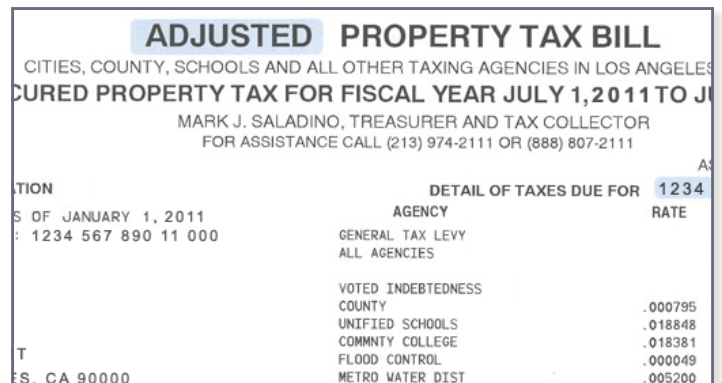 ADJUSTED PROPERTY TAX BILL
CITIES, COUNTY, SCHOOLS AND ALL OTHER TAXING AGENCIES IN LOS ANGELES
CURED PROPERTY TAX FOR FISCAL YEAR JULY 1,2011 TO JU
MARK J. SALADINO, TREASURER AND TAX COLLECTOR
FOR ASSISTANCE CALL (213) 974-2111 OR (888) 807-2111
AS
ATION
DETAIL OF TAXES DUE FOR 1234
S OF JANUARY 1, 2011
AGENCY RATE
: 1234 567 890 11 000
GENERAL TAX LEVY
ALL AGENCIES
VOTED INDEBTEDNESS
COUNTY .000795
UNIFIED SCHOOLS .018848
COMMNTY COLLEGE .018381
T
FLOOD CONTROL .000049
ES, CA 90000
METRO WATER DIST .005200